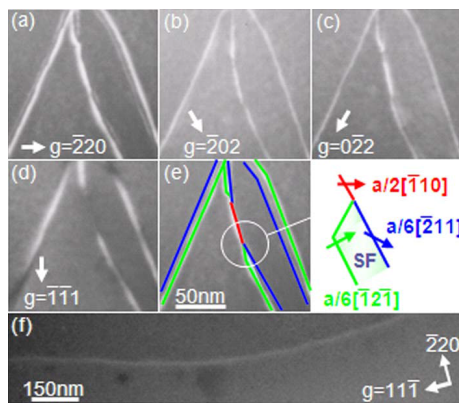 (a)
g=2̄20
(b)
g=2̄02
(c)
g=02̄2
(d)
g=1̄1̄1
(e)
50nm
a/2[1̄10]
a/6[2̄11]
SF
a/6[1̄21̄]
(f)
150nm
2̄20
g=111̄